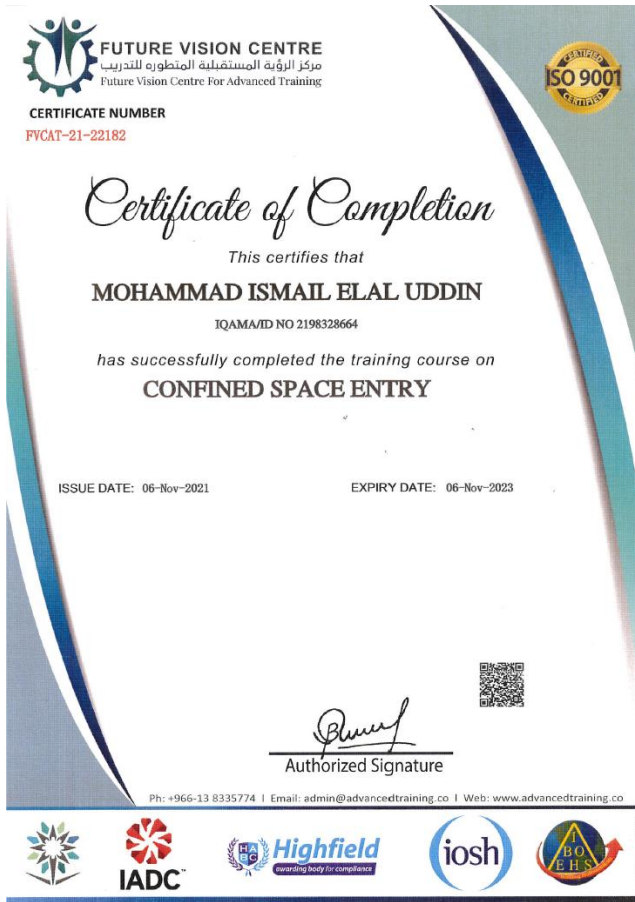 FUTURE VISION CENTRE
مركز الرؤية المستقبلية المتطوره للتدريب
Future Vision Centre For Advanced Training
CERTIFIED
ISO 9001
CERTIFIED
CERTIFICATE NUMBER
FVCAT-21-22182
Certificate of Completion
This certifies that
MOHAMMAD ISMAIL ELAL UDDIN
IQAMA/ID NO 2198328664
has successfully completed the training course on
CONFINED SPACE ENTRY
ISSUE DATE: 06-Nov-2021 EXPIRY DATE: 06-Nov-2023
Authorized Signature
Ph: +966-13 8335774 I Email: admin@advancedtraining.co I Web: www.advancedtraining.co
IADC
HABC
Highfield
awarding body for compliance
iosh
A
BO
EHS